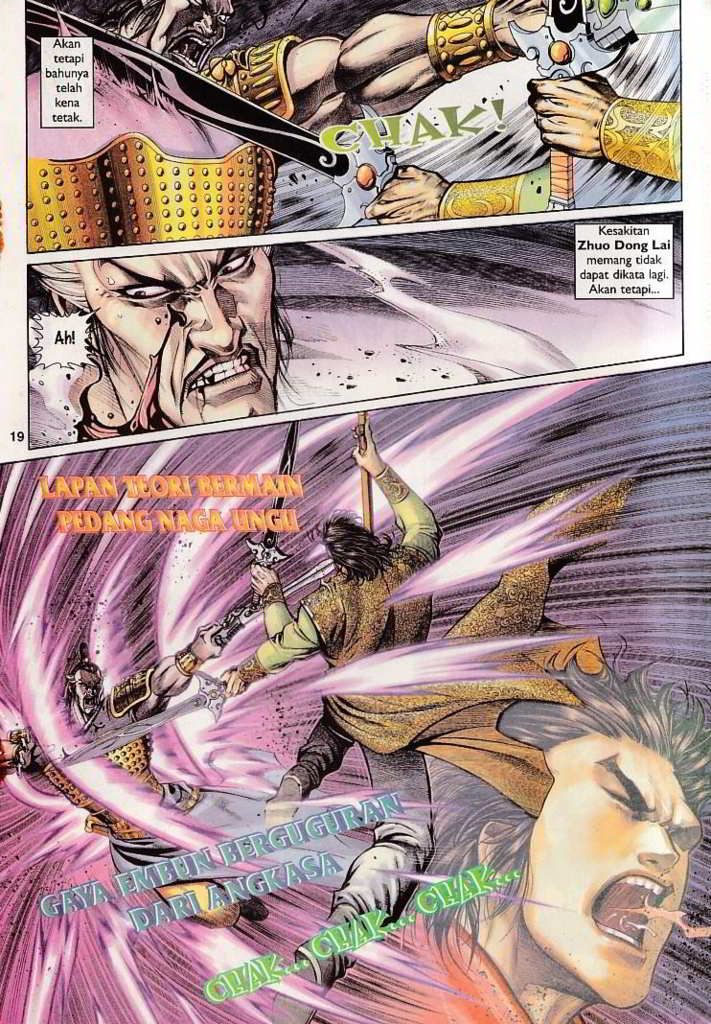 Akan
tetapi
bahunya
telah
kena
tetak.
CHAK!
Kesakitan
Zhuo Dong Lai
memang tidak
dapat dikata lagi.
Akan tetapi...
Ah!
19
LAPAN TEORI BERMAIN
PEDANG NAGA UNGU
GAYA EMBUN BERGUGURAN
DARI ANGKASA
CHAK... CHAK... CHAK...